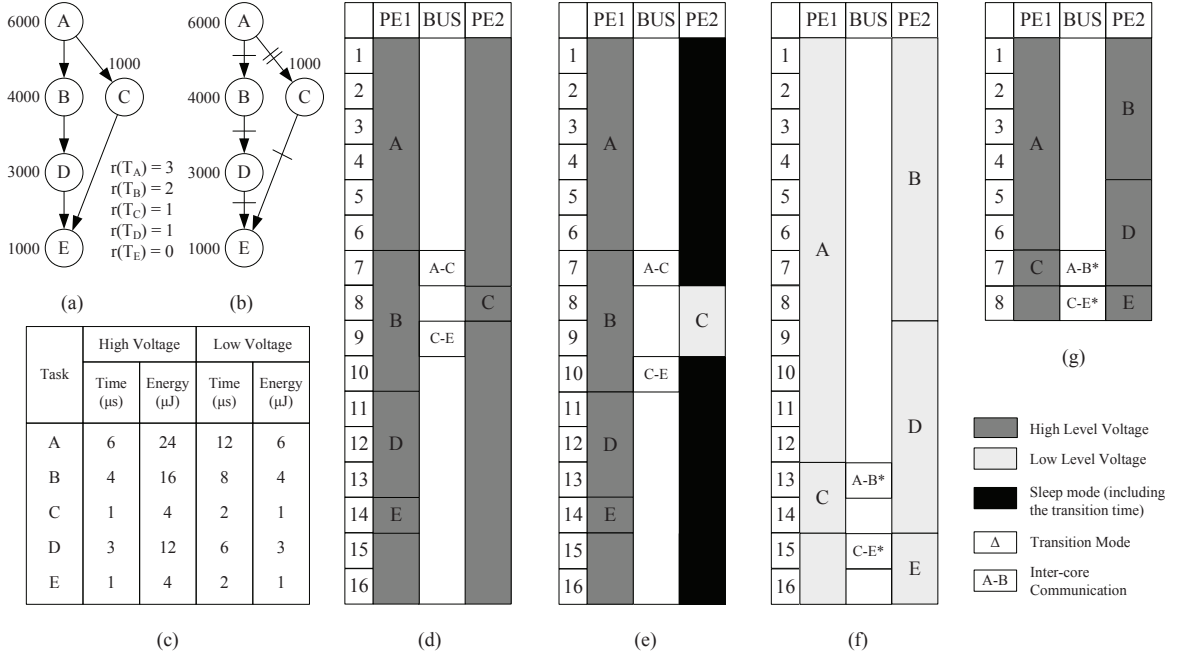 6000 A
1000
4000 B C
3000 D
1000 E
r(T_A) = 3
r(T_B) = 2
r(T_C) = 1
r(T_D) = 1
r(T_E) = 0
(a)
6000 A
1000
4000 B C
3000 D
1000 E
(b)
Task High Voltage Low Voltage
Time (μs) Energy (μJ) Time (μs) Energy (μJ)
A 6 24 12 6
B 4 16 8 4
C 1 4 2 1
D 3 12 6 3
E 1 4 2 1
(c)
PE1 BUS PE2
1
2
3
4 A
5
6
7 A-C
8 B C
9 C-E
10
11
12 D
13
14 E
15
16
(d)
PE1 BUS PE2
1
2
3
4 A
5
6
7 A-C
8
9 B C
10 C-E
11
12 D
13
14 E
15
16
(e)
PE1 BUS PE2
1
2
3
4
5 B
6
7 A
8
9
10
11
12 D
13 A-B*
14 C
15 C-E*
16 E
(f)
PE1 BUS PE2
1
2
3 B
4 A
5
6 D
7 C A-B*
8 C-E* E
(g)
High Level Voltage
Low Level Voltage
Sleep mode (including
the transition time)
Δ Transition Mode
A-B Inter-core
Communication